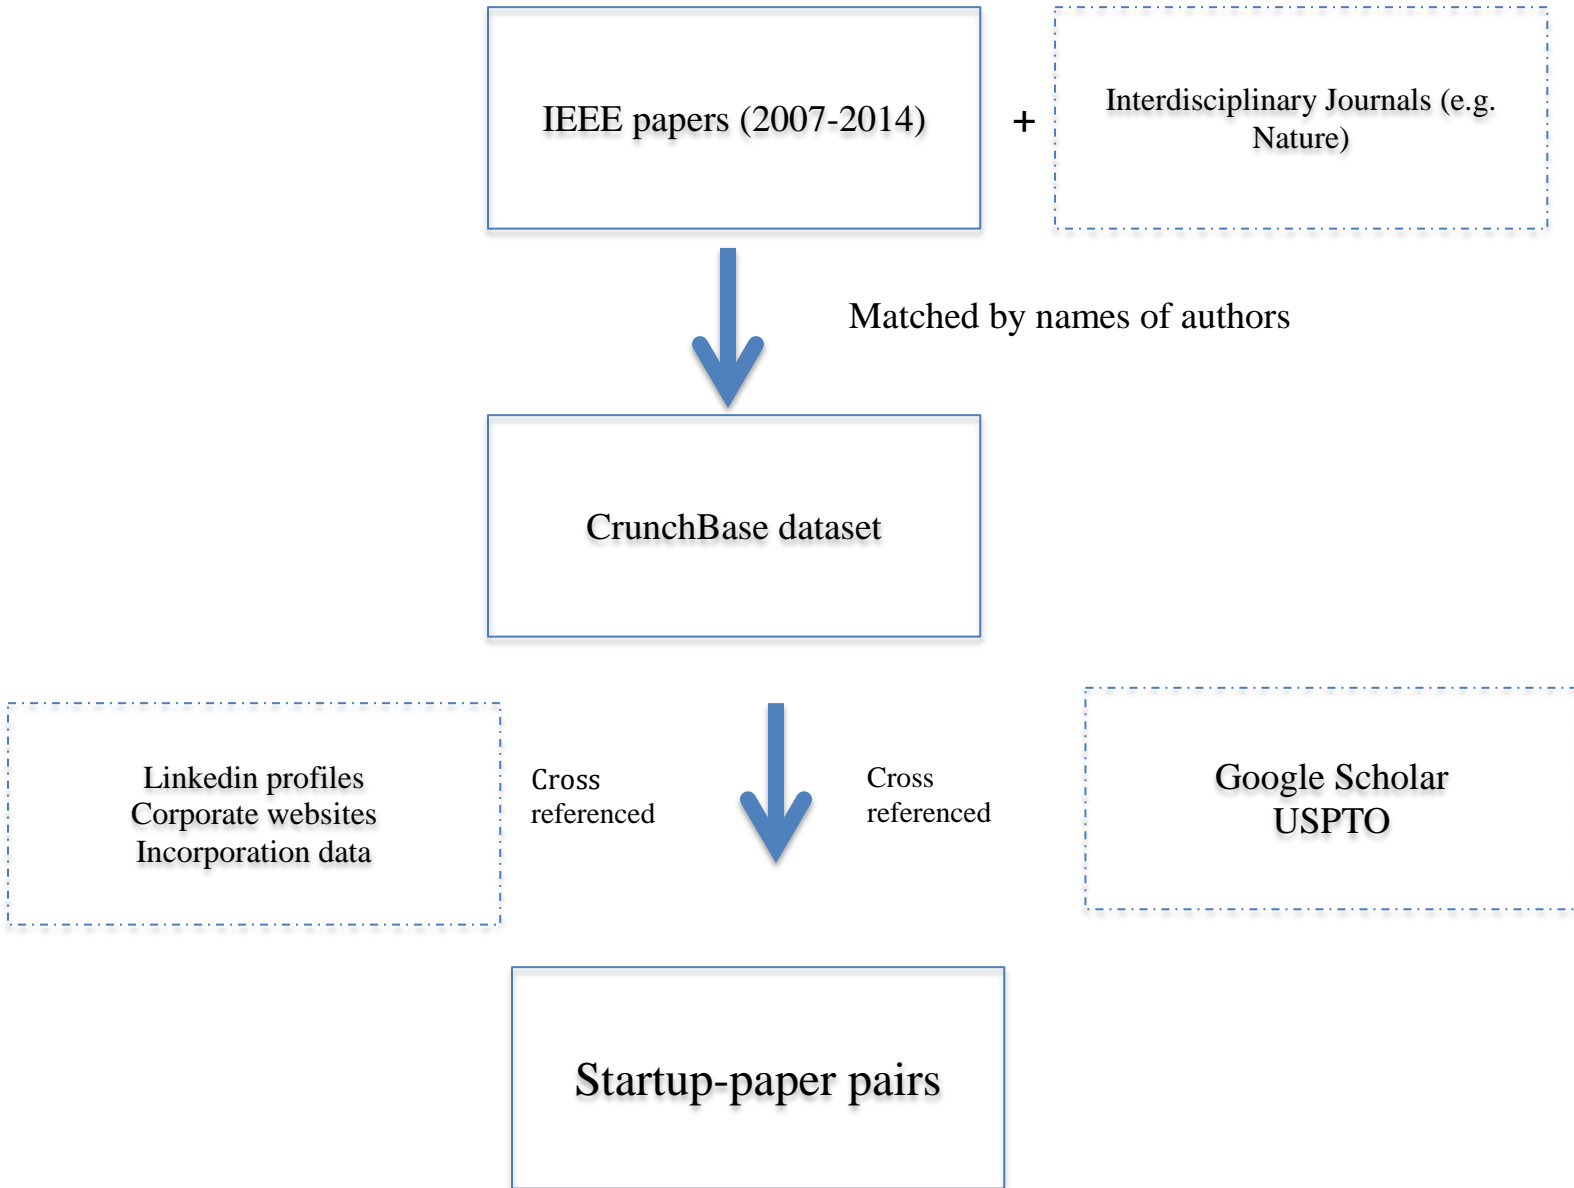 IEEE papers (2007-2014)
+
Interdisciplinary Journals (e.g.
Nature)
Matched by names of authors
CrunchBase dataset
Linkedin profiles
Corporate websites
Incorporation data
Cross
referenced
Cross
referenced
Google Scholar
USPTO
Startup-paper pairs